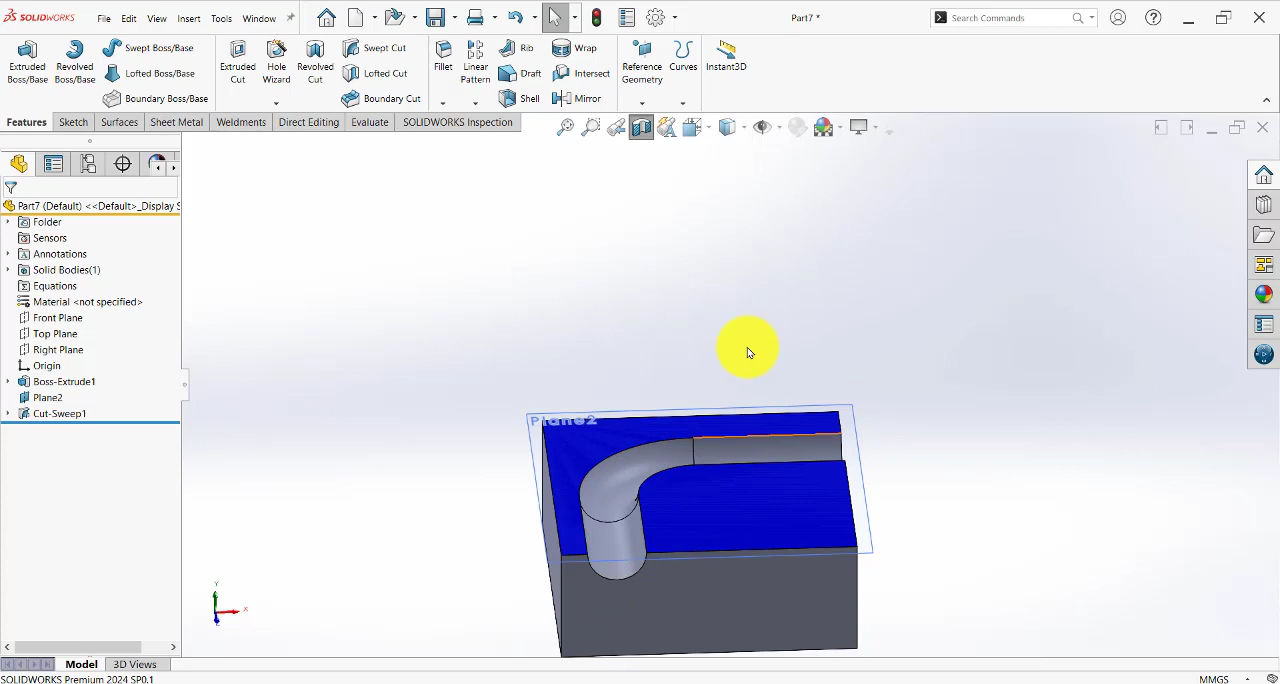 SOLIDWORKS File Edit View Insert Tools Window Part7 * Search Commands
Extruded Boss/Base
Revolved Boss/Base
Swept Boss/Base
Lofted Boss/Base
Boundary Boss/Base
Extruded Cut
Hole Wizard
Revolved Cut
Swept Cut
Lofted Cut
Boundary Cut
Fillet
Linear Pattern
Rib
Draft
Shell
Wrap
Intersect
Mirror
Reference Geometry
Curves
Instant3D
Features Sketch Surfaces Sheet Metal Weldments Direct Editing Evaluate SOLIDWORKS Inspection
Part7 (Default) <<Default>_Display S
Folder
Sensors
Annotations
Solid Bodies(1)
Equations
Material <not specified>
Front Plane
Top Plane
Right Plane
Origin
Boss-Extrude1
Plane2
Cut-Sweep1
Plane2
Y
X
Z
Model 3D Views
SOLIDWORKS Premium 2024 SP0.1 MMGS